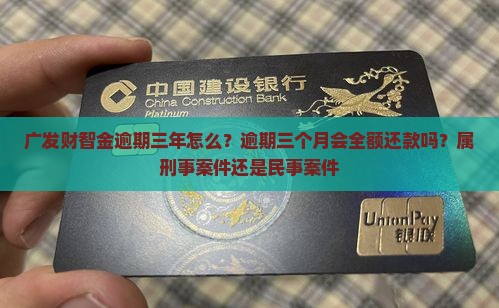 中国建设银行
China Construction Bank
Platinum
广发财智金逾期三年怎么？逾期三个月会全额还款吗？属
刑事案件还是民事案件
UnionPay
银联